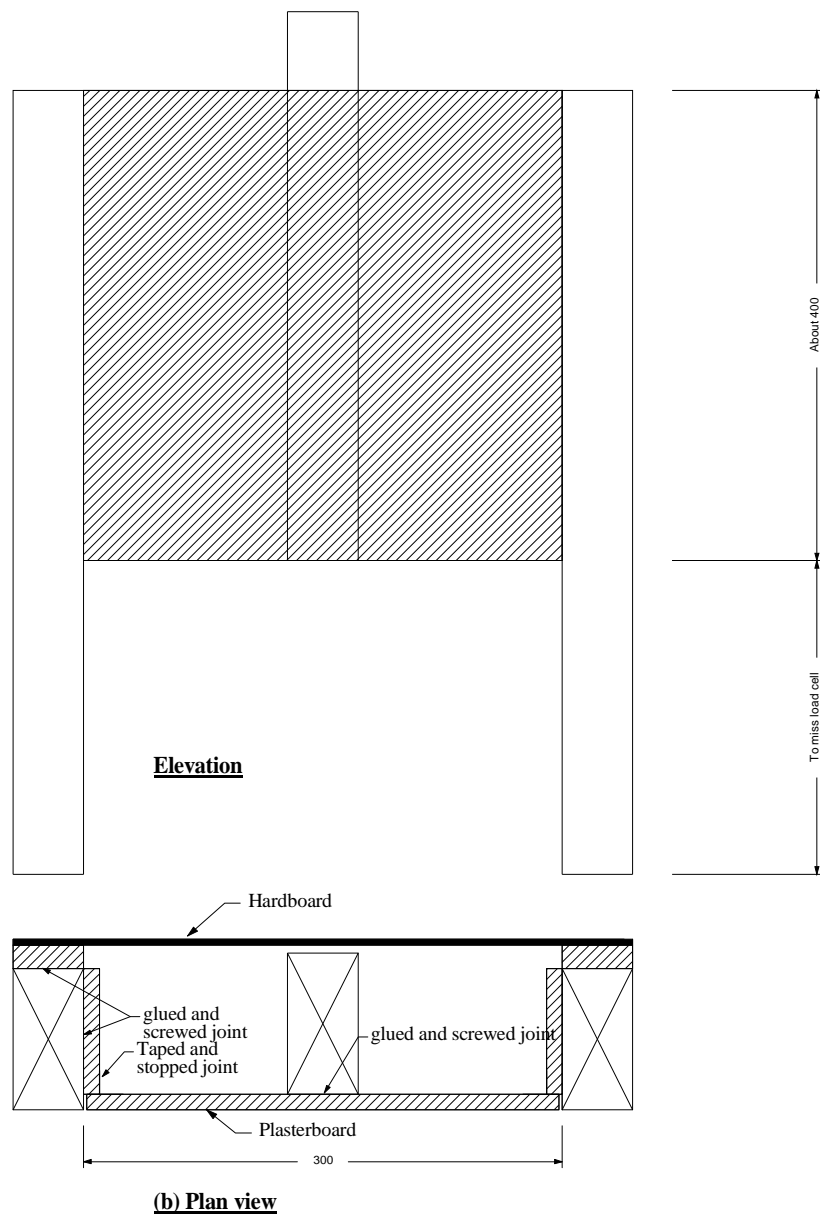 About 400
To miss load cell
Elevation
Hardboard
glued and
screwed joint
Taped and
stopped joint
glued and screwed joint
Plasterboard
300
(b) Plan view